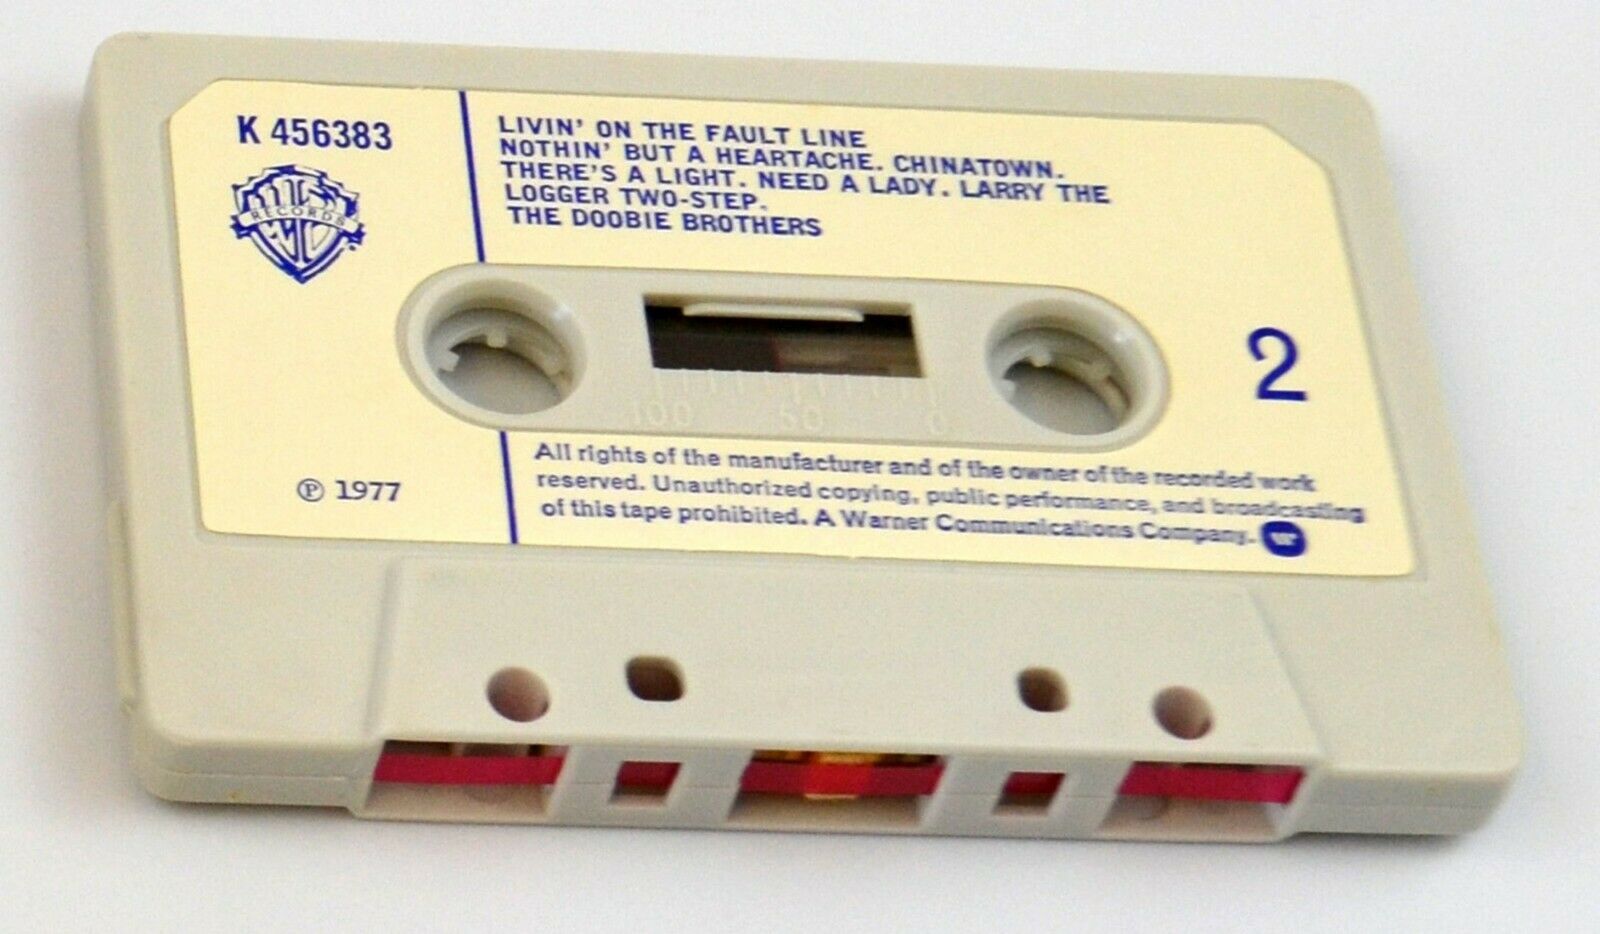 K 456383
RECORDS
LIVIN' ON THE FAULT LINE
NOTHIN' BUT A HEARTACHE. CHINATOWN.
THERE'S A LIGHT. NEED A LADY. LARRY THE
LOGGER TWO-STEP.
THE DOOBIE BROTHERS
100 50 0
2
℗ 1977
All rights of the manufacturer and of the owner of the recorded work
reserved. Unauthorized copying, public performance, and broadcasting
of this tape prohibited. A Warner Communications Company.